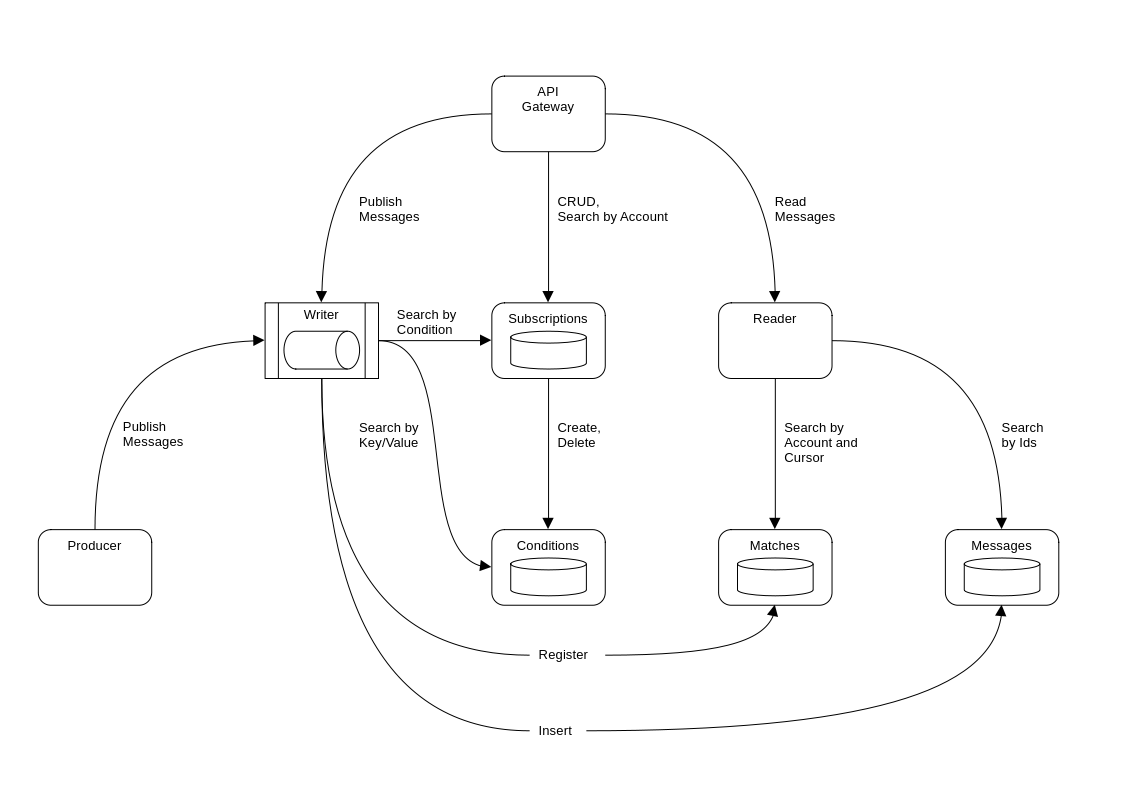 API
Gateway
Publish
Messages
CRUD,
Search by Account
Read
Messages
Writer
Search by
Condition
Subscriptions
Reader
Publish
Messages
Search by
Key/Value
Create,
Delete
Search by
Account and
Cursor
Search
by Ids
Producer
Conditions
Matches
Messages
Register
Insert